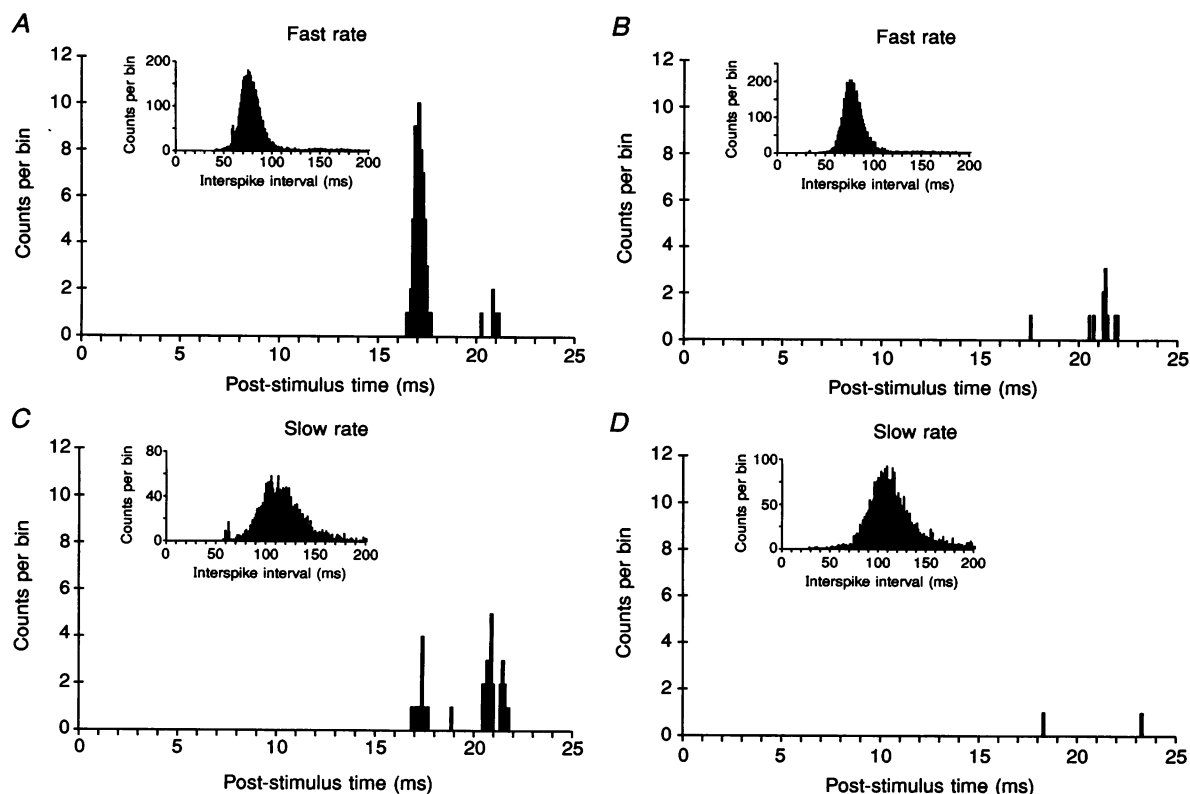 A
Fast rate
12
10
8
6
4
2
0
Counts per bin
0 5 10 15 20 25
Post-stimulus time (ms)
200
100
0
Counts per bin
0 50 100 150 200
Interspike interval (ms)
B
Fast rate
12
10
8
6
4
2
0
Counts per bin
0 5 10 15 20 25
Post-stimulus time (ms)
200
100
0
Counts per bin
0 50 100 150 200
Interspike interval (ms)
C
Slow rate
12
10
8
6
4
2
0
Counts per bin
0 5 10 15 20 25
Post-stimulus time (ms)
80
40
0
Counts per bin
0 50 100 150 200
Interspike interval (ms)
D
Slow rate
12
10
8
6
4
2
0
Counts per bin
0 5 10 15 20 25
Post-stimulus time (ms)
100
50
0
Counts per bin
0 50 100 150 200
Interspike interval (ms)